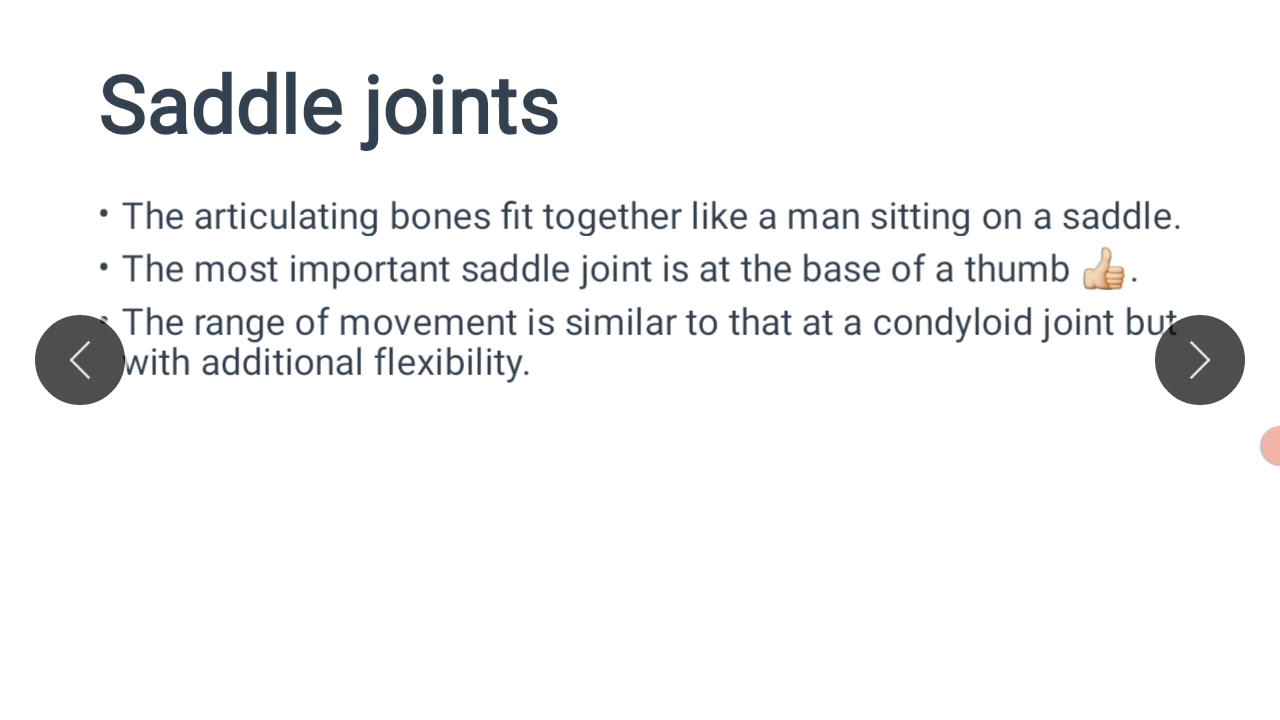 Saddle joints
• The articulating bones fit together like a man sitting on a saddle.
• The most important saddle joint is at the base of a thumb 👍🏼.
• The range of movement is similar to that at a condyloid joint but
with additional flexibility.